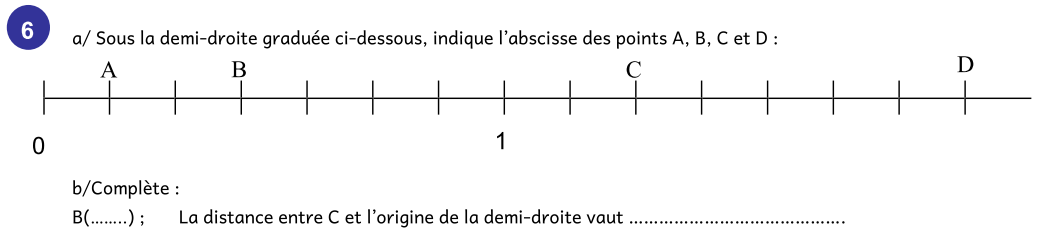 6
a/ Sous la demi-droite graduée ci-dessous, indique l'abscisse des points A, B, C et D :
A B C D
0 1
b/Complète :
B(........) ; La distance entre C et l'origine de la demi-droite vaut ..........................................